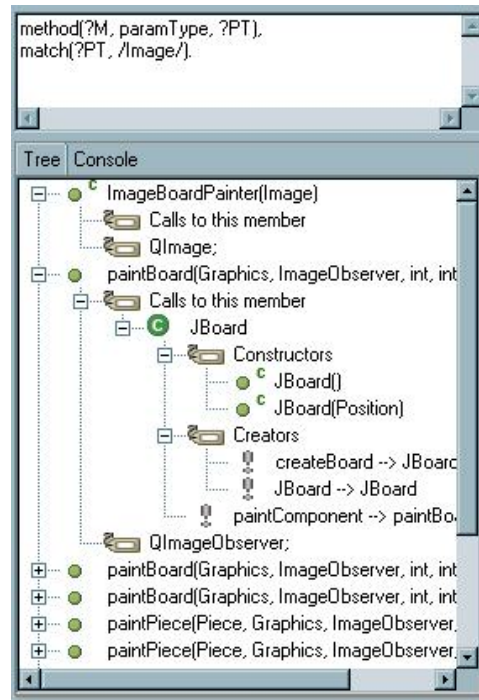 method(?M, paramType, ?PT),
match(?PT, /Image/).
Tree Console
C ImageBoardPainter(Image)
Calls to this member
QImage;
paintBoard(Graphics, ImageObserver, int, int
Calls to this member
C JBoard
Constructors
C JBoard()
C JBoard(Position)
Creators
createBoard --> JBoard
JBoard --> JBoard
paintComponent --> paintBo
QImageObserver;
paintBoard(Graphics, ImageObserver, int, int
paintBoard(Graphics, ImageObserver, int, int
paintPiece(Piece, Graphics, ImageObserver,
paintPiece(Piece, Graphics, ImageObserver,